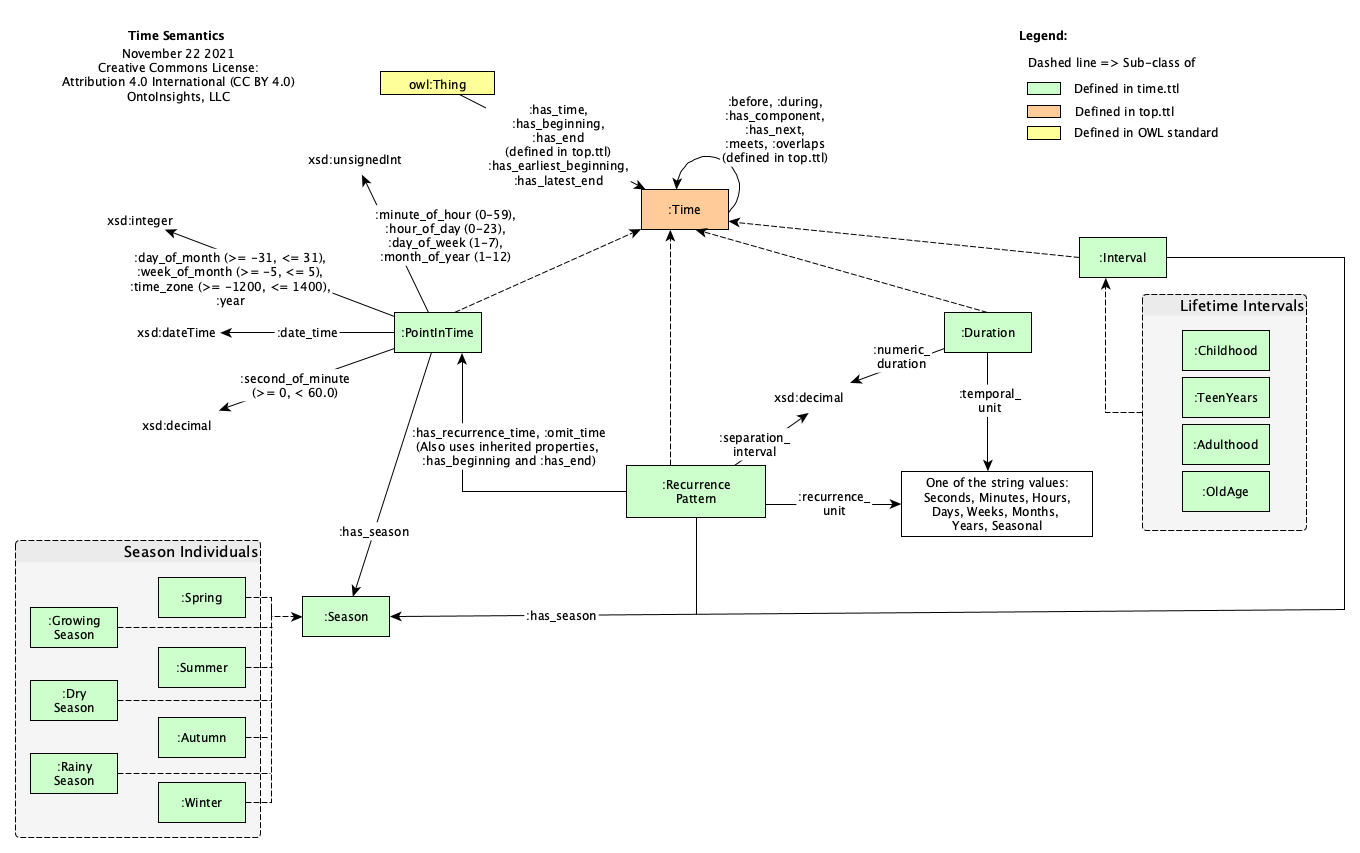 Time Semantics
November 22 2021
Creative Commons License:
Attribution 4.0 International (CC BY 4.0)
OntoInsights, LLC
Legend:
Dashed line => Sub-class of
Defined in time.ttl
Defined in top.ttl
Defined in OWL standard
owl:Thing
:has_time,
:has_beginning,
:has_end
(defined in top.ttl)
:has_earliest_beginning,
:has_latest_end
:before, :during,
:has_component,
:has_next,
:meets, :overlaps
(defined in top.ttl)
:Time
xsd:unsignedInt
:minute_of_hour (0-59),
:hour_of_day (0-23),
:day_of_week (1-7),
:month_of_year (1-12)
xsd:integer
:day_of_month (>= -31, <= 31),
:week_of_month (>= -5, <= 5),
:time_zone (>= -1200, <= 1400),
:year
xsd:dateTime
:date_time
:PointInTime
:second_of_minute
(>= 0, < 60.0)
xsd:decimal
:Interval
Lifetime Intervals
:Childhood
:TeenYears
:Adulthood
:OldAge
:Duration
:numeric_
duration
xsd:decimal
:temporal_
unit
:separation_
interval
:has_recurrence_time, :omit_time
(Also uses inherited properties,
:has_beginning and :has_end)
:Recurrence
Pattern
:recurrence_
unit
One of the string values:
Seconds, Minutes, Hours,
Days, Weeks, Months,
Years, Seasonal
:has_season
:has_season
:Season
Season Individuals
:Spring
:Growing
Season
:Summer
:Dry
Season
:Autumn
:Rainy
Season
:Winter